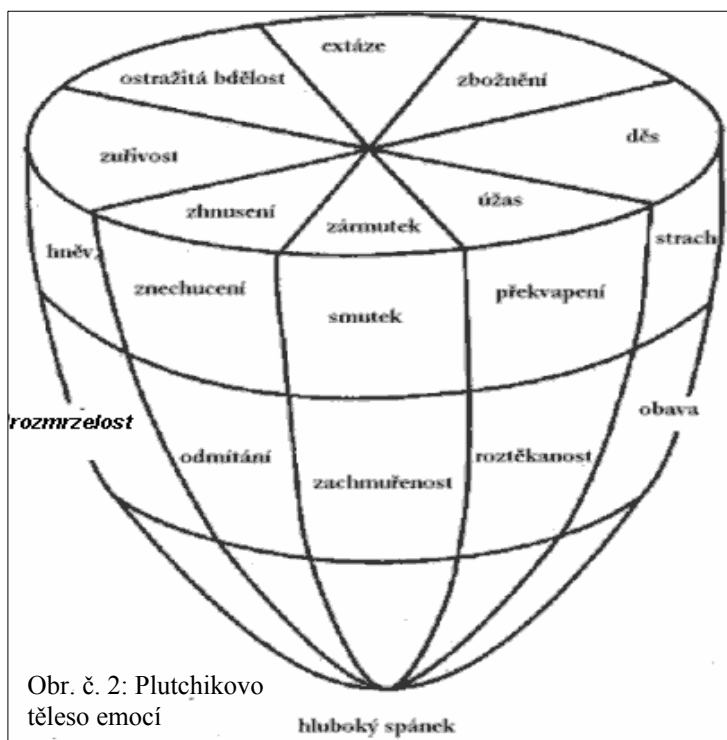 extáze
ostražitá bdělost
zbožnění
zuřivost
děs
zhnusení
zármutek
úžas
hněv
znechucení
smutek
překvapení
strach
rozmrzelost
odmítání
zachmuřenost
roztěkanost
obava
Obr. č. 2: Plutchikovo
těleso emocí
hluboký spánek